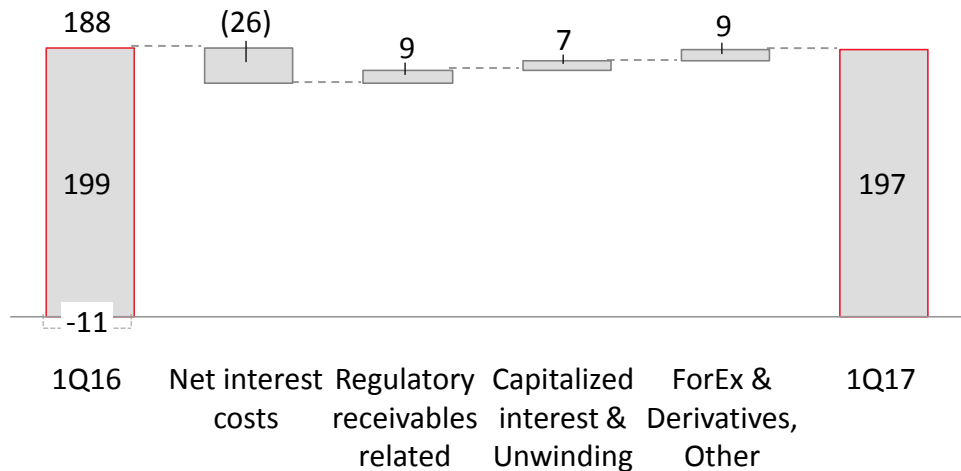 188
(26)
9
7
9
199
197
-11
1Q16
Net interest
costs
Regulatory
receivables
related
Capitalized
interest &
Unwinding
ForEx &
Derivatives,
Other
1Q17